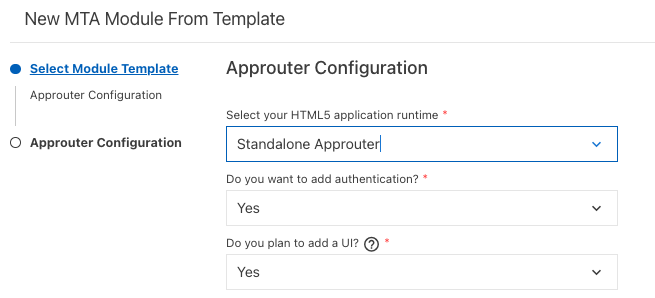 New MTA Module From Template
Select Module Template
Approuter Configuration
Approuter Configuration
Approuter Configuration
Select your HTML5 application runtime *
Standalone Approuter
Do you want to add authentication? *
Yes
Do you plan to add a UI? ? *
Yes